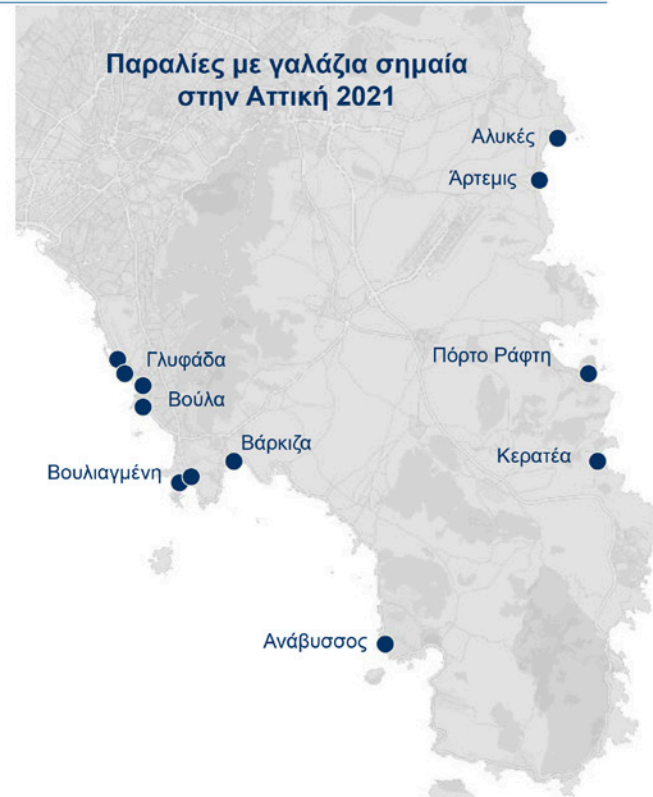 Παραλίες με γαλάζια σημαία
στην Αττική 2021
Αλυκές
Άρτεμις
Γλυφάδα
Πόρτο Ράφτη
Βούλα
Βάρκιζα
Κερατέα
Βουλιαγμένη
Ανάβυσσος